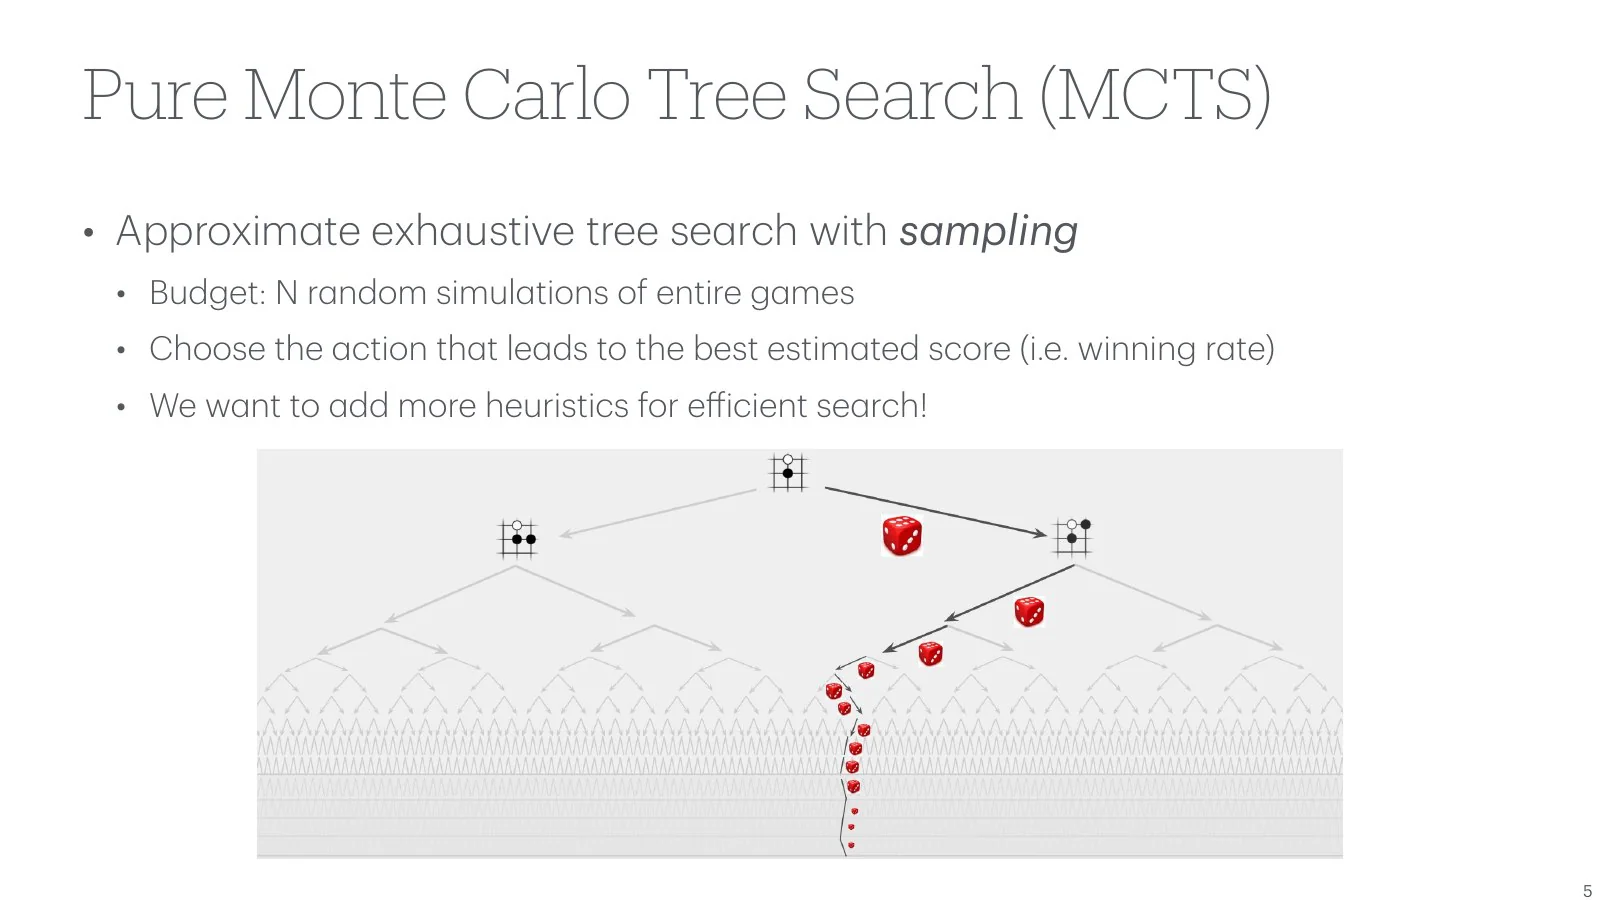 Pure Monte Carlo Tree Search (MCTS)
• Approximate exhaustive tree search with sampling
• Budget: N random simulations of entire games
• Choose the action that leads to the best estimated score (i.e. winning rate)
• We want to add more heuristics for efficient search!
5